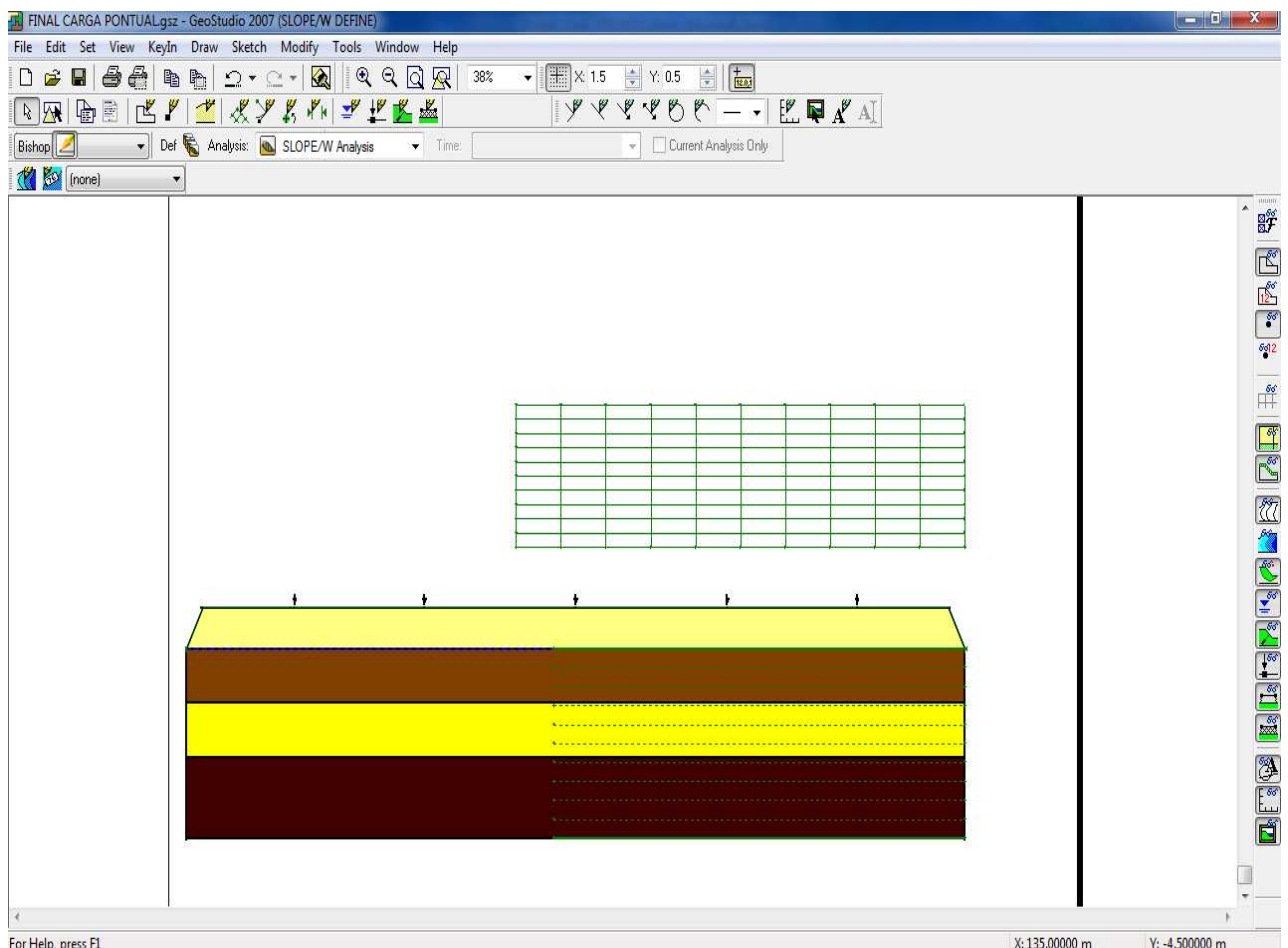 FINAL CARGA PONTUAL.gsz - GeoStudio 2007 (SLOPE/W DEFINE)
File Edit Set View KeyIn Draw Sketch Modify Tools Window Help
38% X: 1.5 Y: 0.5
Bishop Def Analysis: SLOPE/W Analysis Time: Current Analysis Only
(none)
For Help, press F1 X: 135.00000 m Y: -4.500000 m